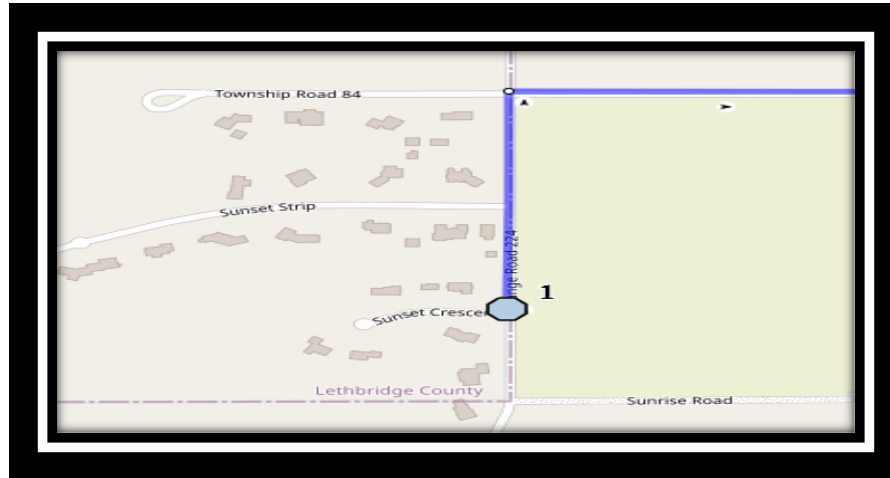 Township Road 84
Sunset Strip
nge Road 224
1
Sunset Crescen
Lethbridge County
Sunrise Road